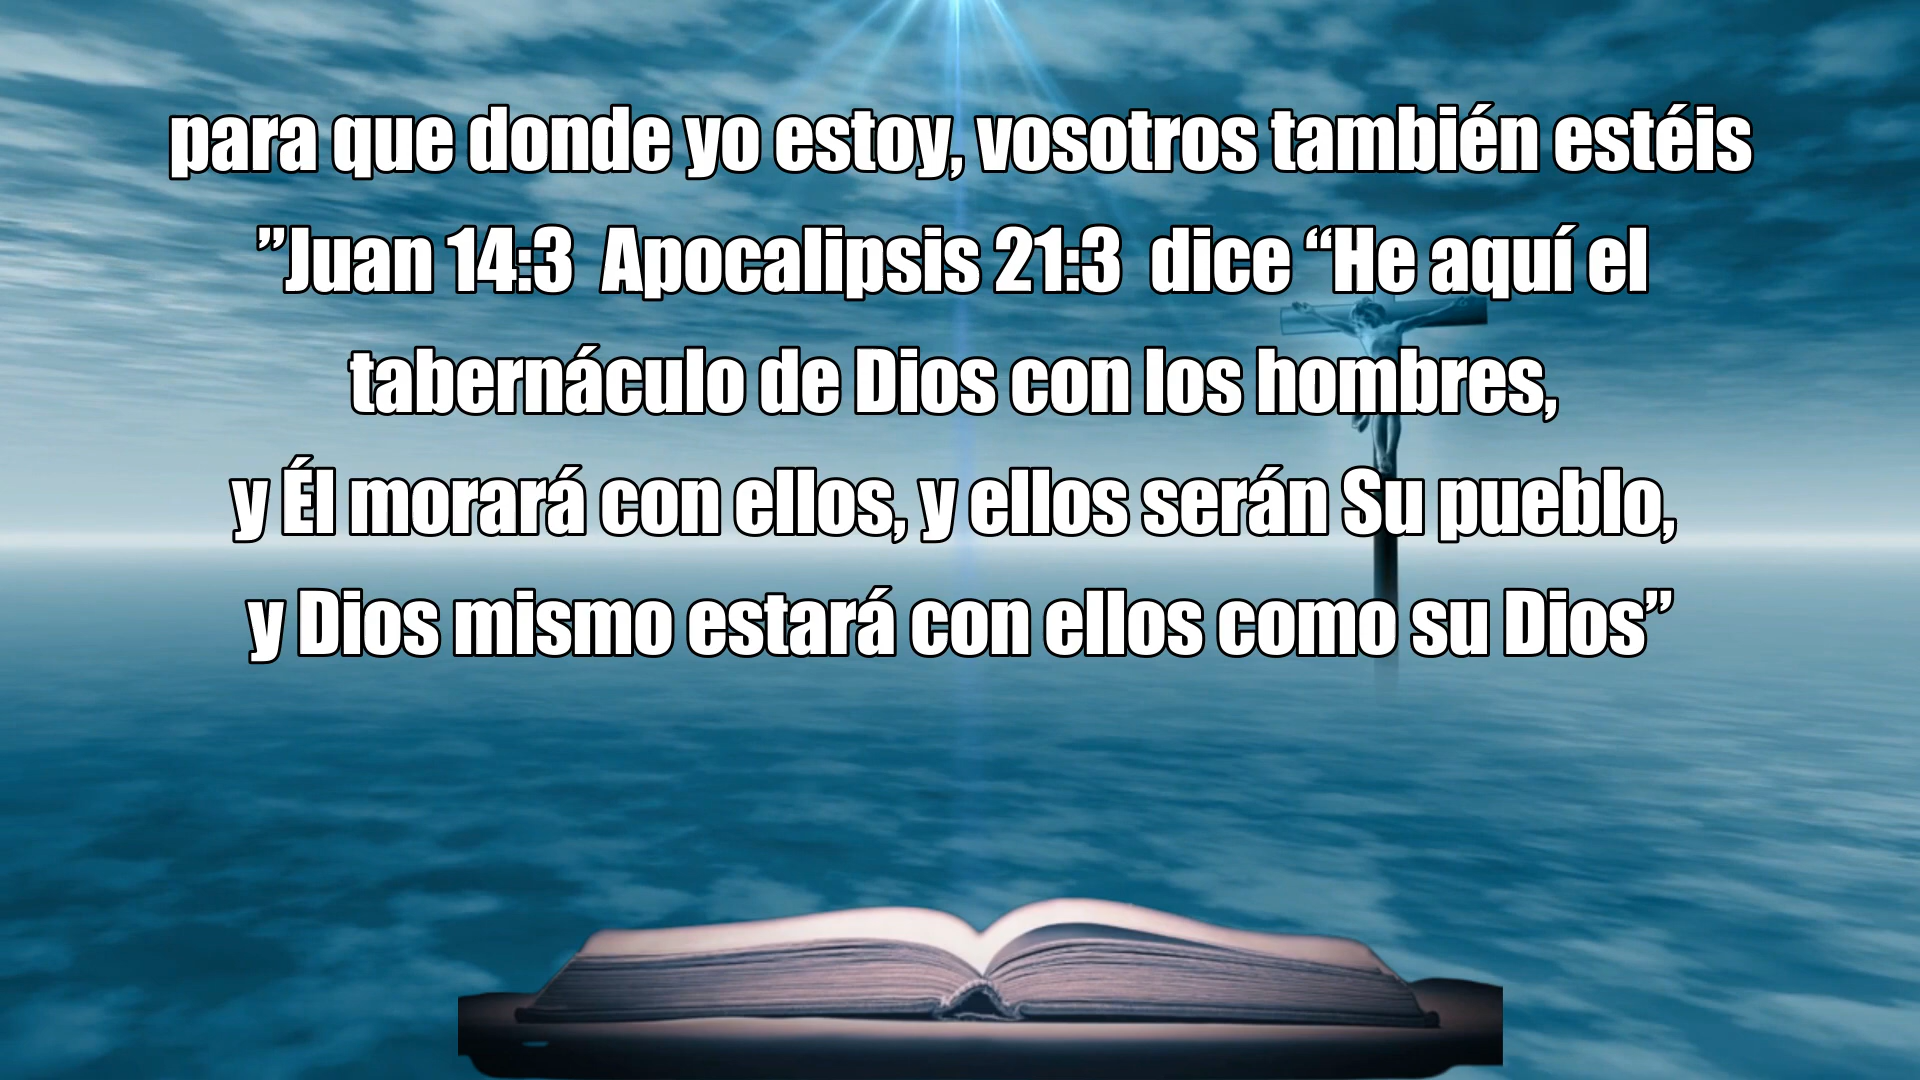 para que donde yo estoy, vosotros también estéis
”Juan 14:3  Apocalipsis 21:3  dice “He aquí el
tabernáculo de Dios con los hombres,
y Él morará con ellos, y ellos serán Su pueblo,
y Dios mismo estará con ellos como su Dios”